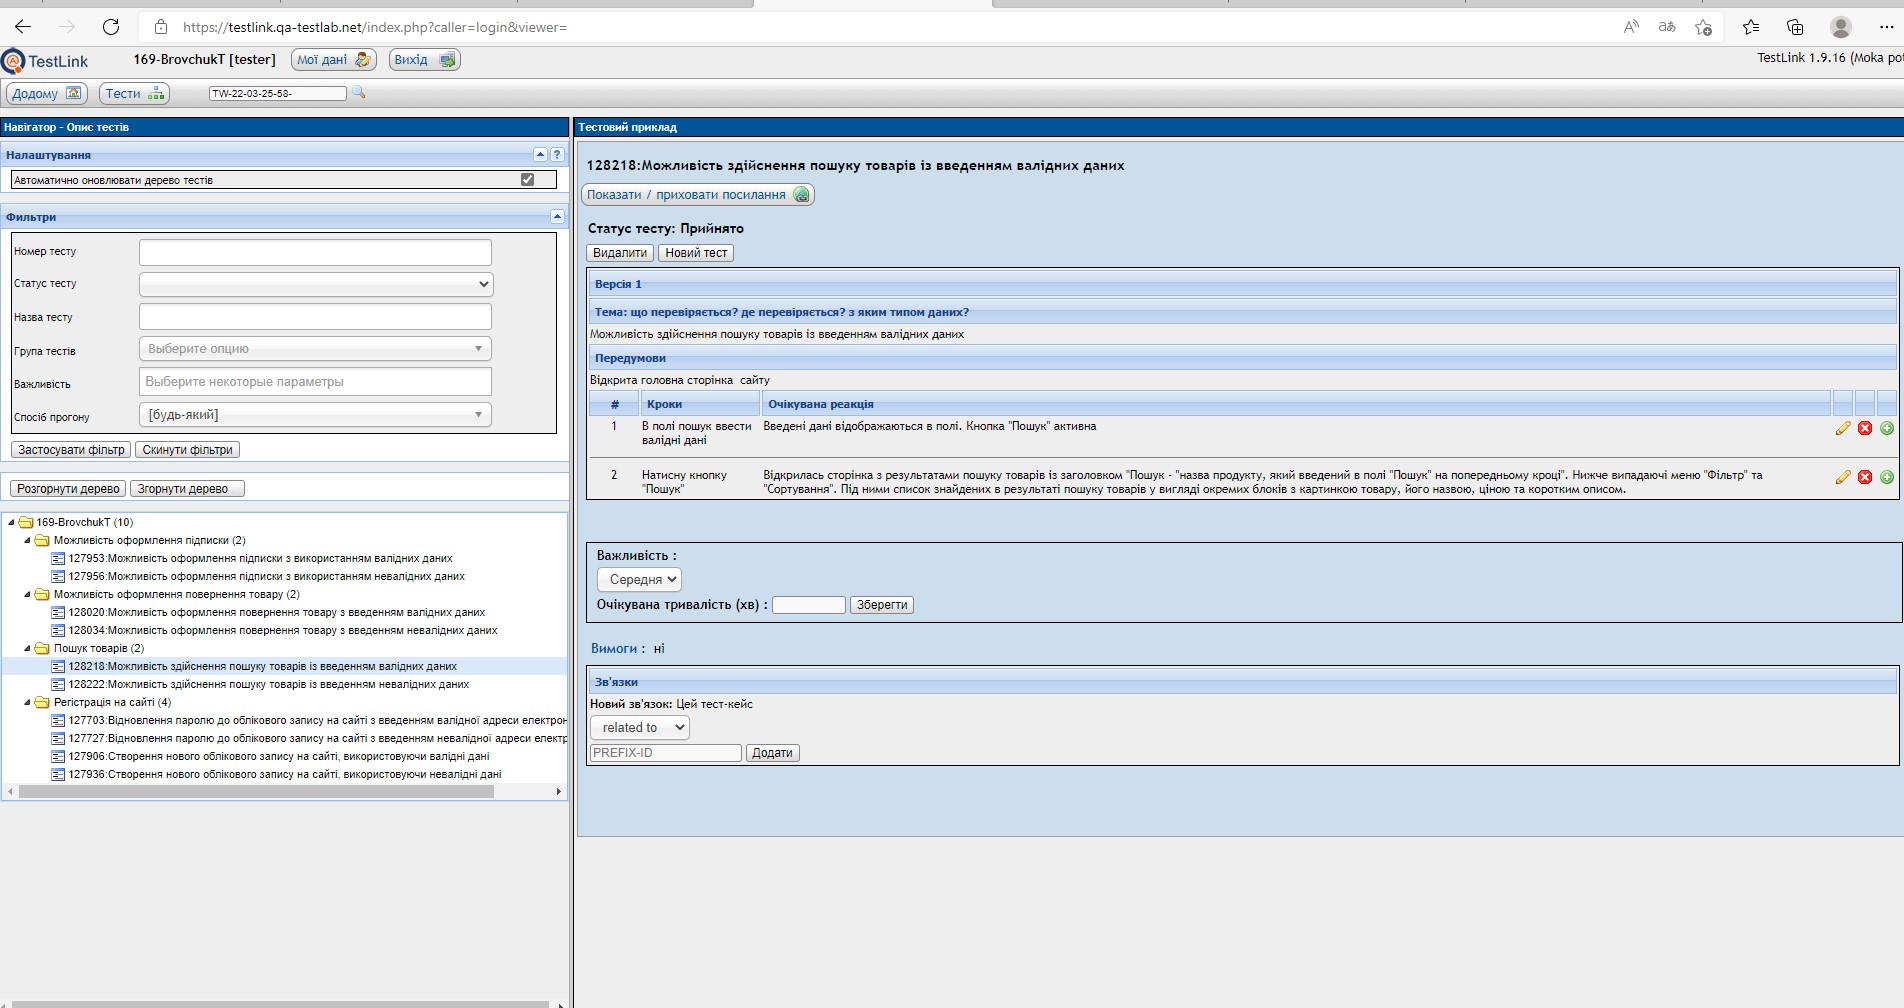 https://testlink.qa-testlab.net/index.php?caller=login&viewer=
TestLink
169-BrovchukT [tester]
Мої дані
Вихід
TestLink 1.9.16 (Moka pot
Додому
Тести
TW-22-03-25-58-
Навігатор - Опис тестів
Налаштування
Автоматично оновлювати дерево тестів
Фильтри
Номер тесту
Статус тесту
Назва тесту
Група тестів
Выберите опцию
Важливість
Выберите некоторые параметры
Спосіб прогону
[будь-який]
Застосувати фільтр
Скинути фільтри
Розгорнути дерево
Згорнути дерево
169-BrovchukT (10)
Можливість оформлення підписки (2)
127953:Можливість оформлення підписки з використанням валідних даних
127956:Можливість оформлення підписки з використанням невалідних даних
Можливість оформлення повернення товару (2)
128020:Можливість оформлення повернення товару з введенням валідних даних
128034:Можливість оформлення повернення товару з введенням невалідних даних
Пошук товарів (2)
128218:Можливість здійснення пошуку товарів із введенням валідних даних
128222:Можливість здійснення пошуку товарів із введенням невалідних даних
Регістрація на сайті (4)
127703:Відновлення паролю до облікового запису на сайті з введенням валідної адреси електрон
127727:Відновлення паролю до облікового запису на сайті з введенням невалідної адреси електр
127906:Створення нового облікового запису на сайті, використовуючи валідні дані
127936:Створення нового облікового запису на сайті, використовуючи невалідні дані
Тестовий приклад
128218:Можливість здійснення пошуку товарів із введенням валідних даних
Показати / приховати посилання
Статус тесту: Прийнято
Видалити
Новий тест
Версія 1
Тема: що перевіряється? де перевіряється? з яким типом даних?
Можливість здійснення пошуку товарів із введенням валідних даних
Передумови
Відкрита головна сторінка сайту
# Кроки Очікувана реакція
1 В полі пошук ввести Введені дані відображаються в полі. Кнопка "Пошук" активна
валідні дані
2 Натисну кнопку Відкрилась сторінка з результатами пошуку товарів із заголовком "Пошук - "назва продукту, який введений в полі "Пошук" на попередньому кроці". Нижче випадаючі меню "Фільтр" та
"Пошук" "Сортування". Під ними список знайдених в результаті пошуку товарів у вигляді окремих блоків з картинкою товару, його назвою, ціною та коротким описом.
Важливість :
Середня
Очікувана тривалість (хв) :
Зберегти
Вимоги : ні
Зв'язки
Новий зв'язок: Цей тест-кейс
related to
PREFIX-ID
Додати